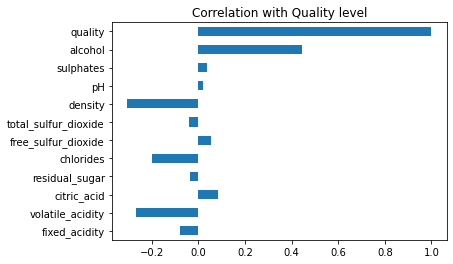 Correlation with Quality level
quality
alcohol
sulphates
pH
density
total_sulfur_dioxide
free_sulfur_dioxide
chlorides
residual_sugar
citric_acid
volatile_acidity
fixed_acidity
−0.2 0.0 0.2 0.4 0.6 0.8 1.0